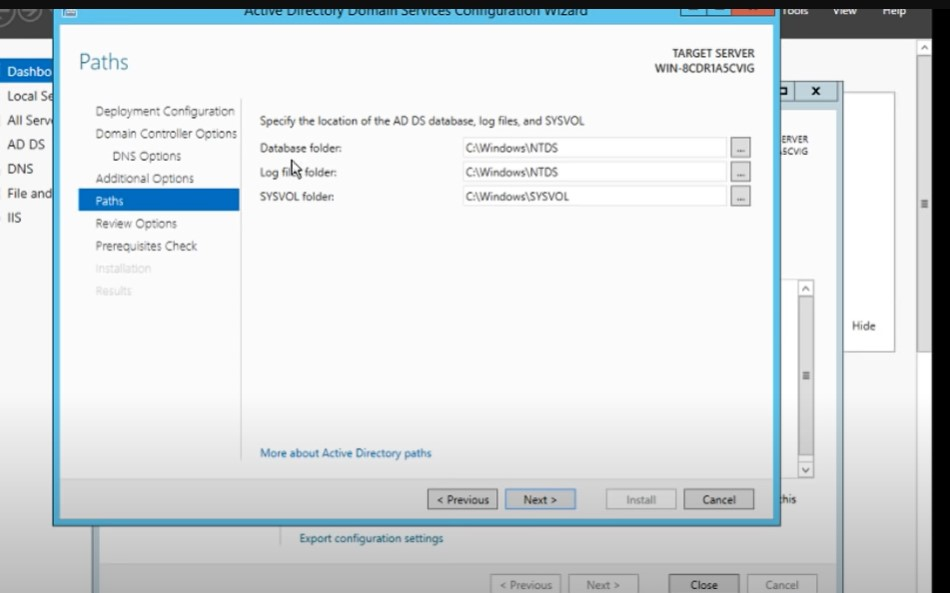 Active Directory Domain Services Configuration Wizard
Tools View Help
Paths
TARGET SERVER
WIN-8CDR1A5CVIG
Dashbo
Local Se
All Serve
AD DS
DNS
File and
IIS
Deployment Configuration
Domain Controller Options
DNS Options
Additional Options
Paths
Review Options
Prerequisites Check
Installation
Results
Specify the location of the AD DS database, log files, and SYSVOL
Database folder: C:\Windows\NTDS ...
Log files folder: C:\Windows\NTDS ...
SYSVOL folder: C:\Windows\SYSVOL ...
More about Active Directory paths
< Previous Next > Install Cancel
ERVER
A5CVIG
Hide
this
Export configuration settings
< Previous Next > Close Cancel